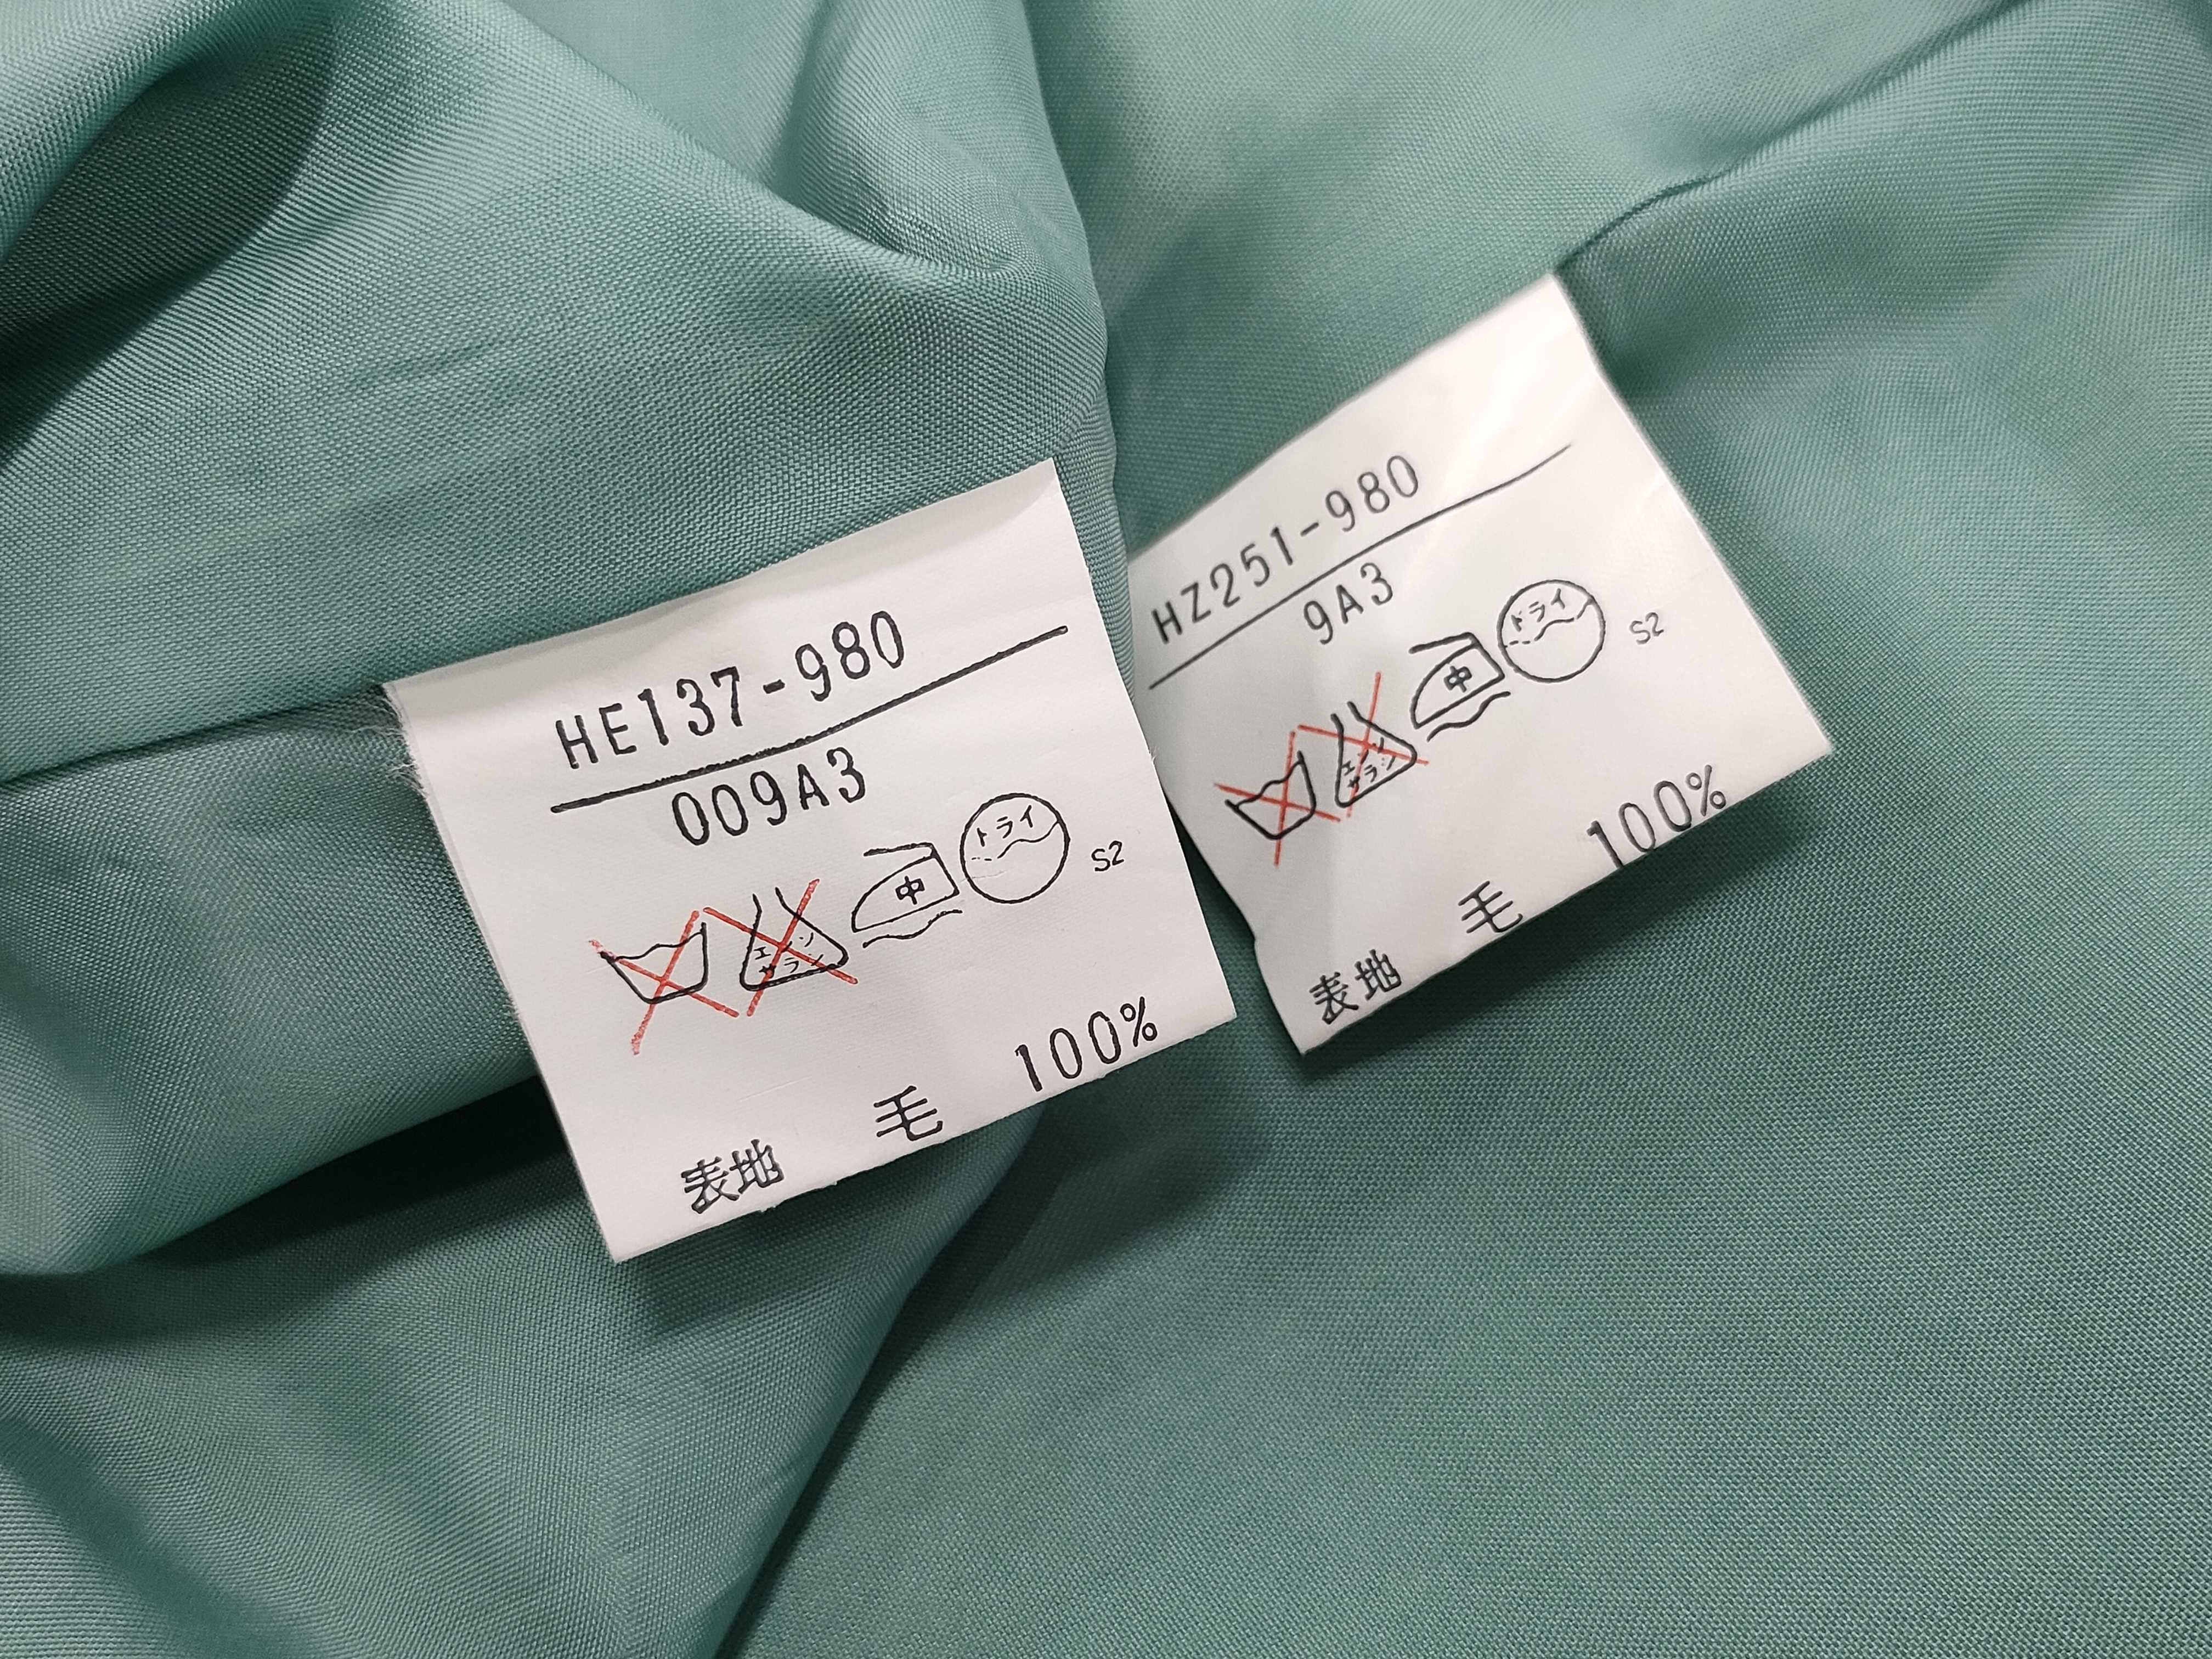 HE137-980
009A3
エンソ
サラシ
中
ドライ
S2
表地 毛 100%
HZ251-980
9A3
エンソ
サラシ
中
ドライ
S2
表地 毛 100%